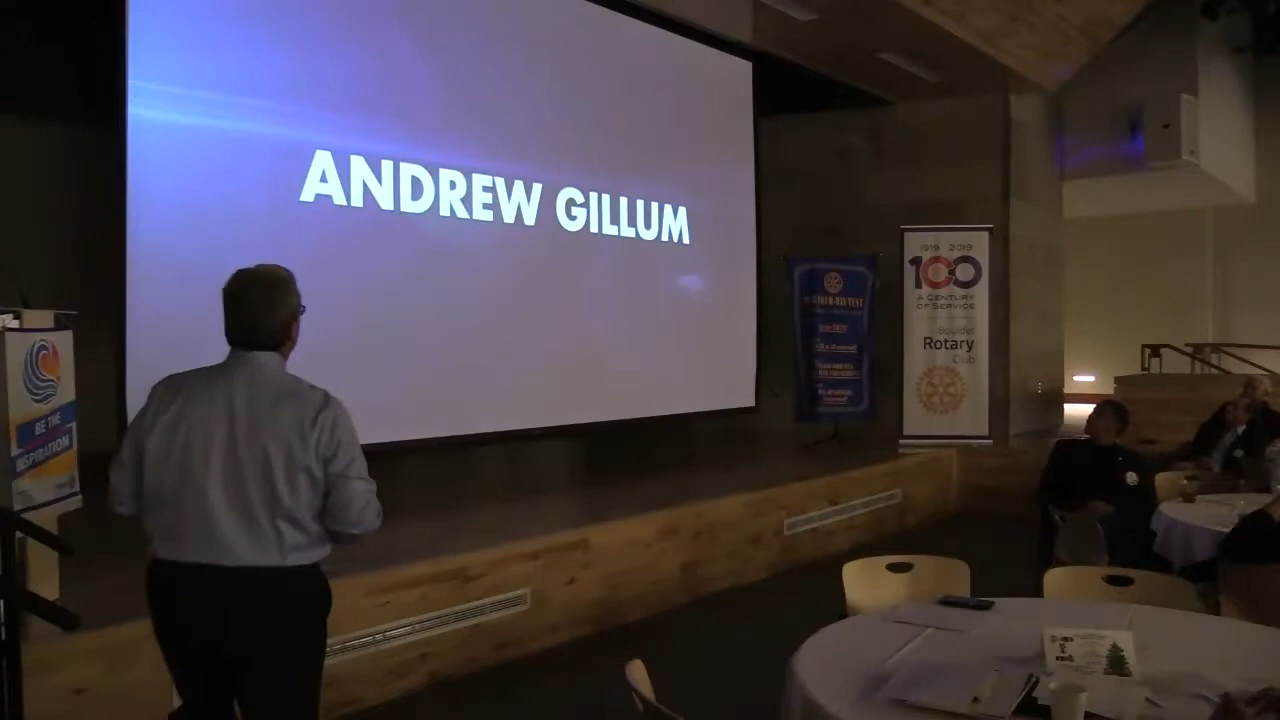 ANDREW GILLUM
1919 2019
100
A CENTURY
OF SERVICE
Boulder
Rotary
Club
BE THE
INSPIRATION